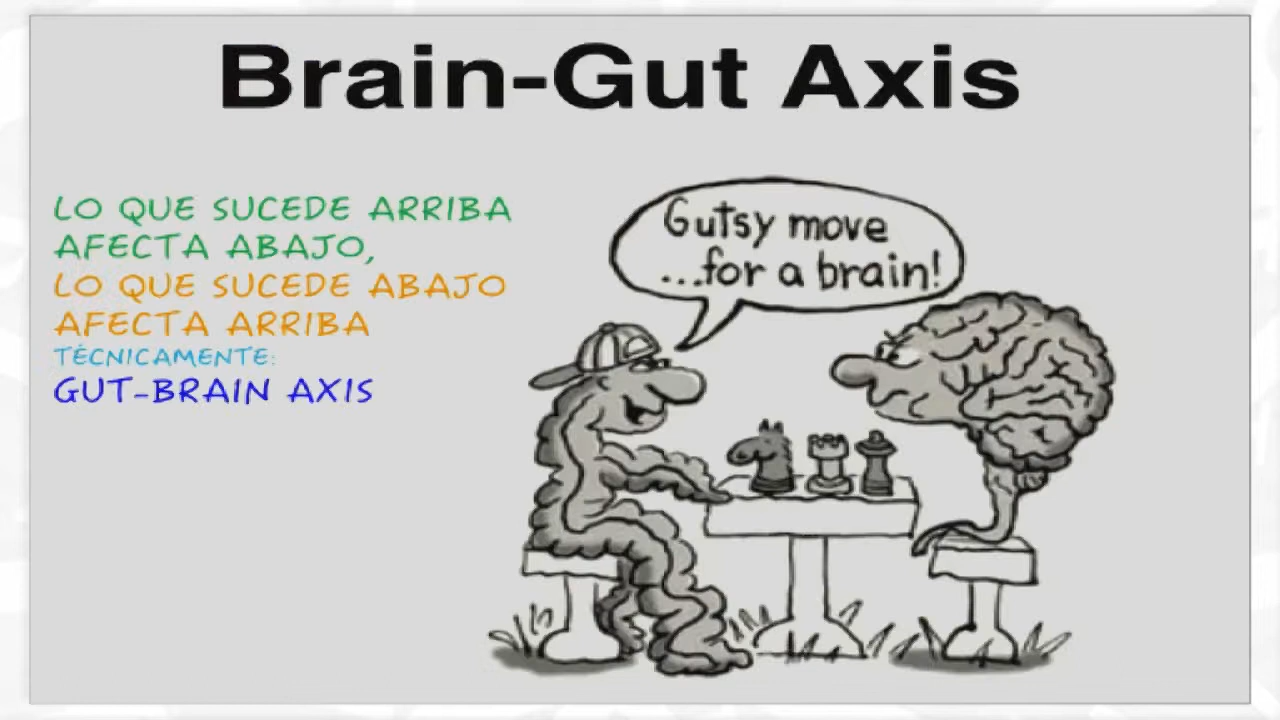 Brain-Gut Axis
LO QUE SUCEDE ARRIBA
AFECTA ABAJO,
LO QUE SUCEDE ABAJO
AFECTA ARRIBA
TÉCNICAMENTE:
GUT-BRAIN AXIS
Gutsy move
...for a brain!